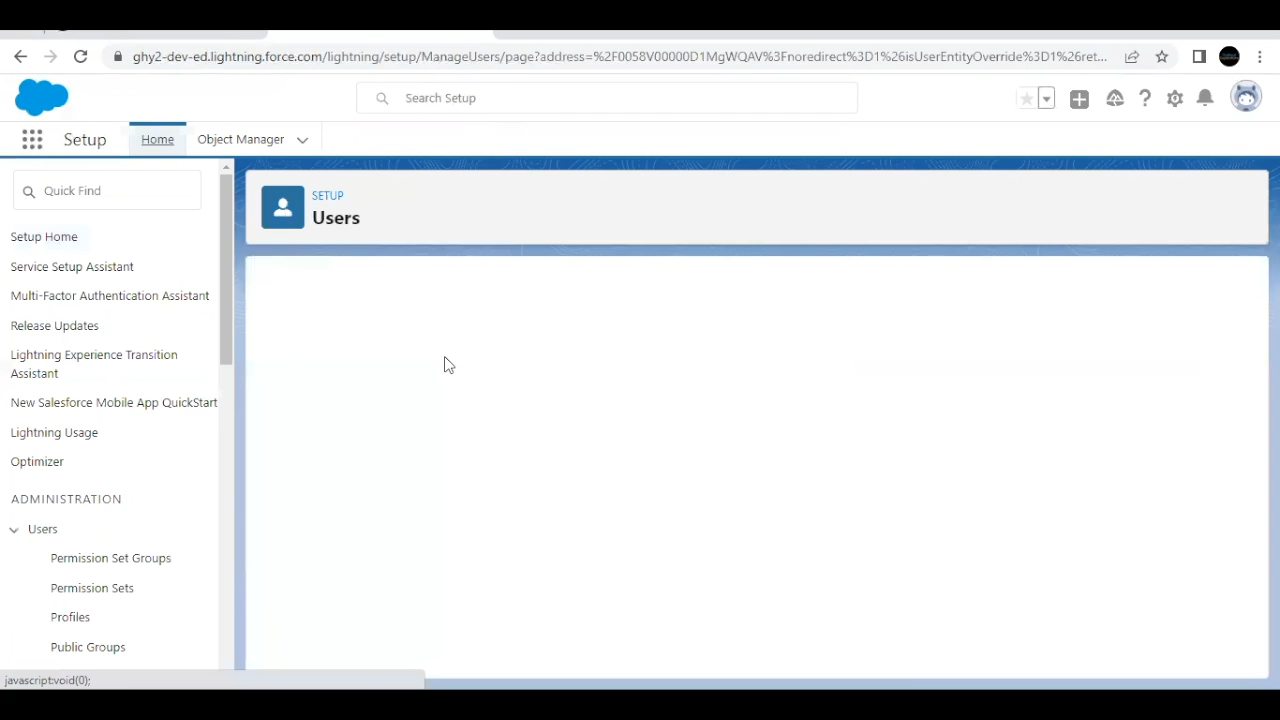 ghy2-dev-ed.lightning.force.com/lightning/setup/ManageUsers/page?address=%2F0058V00000D1MgWQAV%3Fnoredirect%3D1%26isUserEntityOverride%3D1%26ret...
Search Setup
Setup
Home
Object Manager
Quick Find
SETUP
Users
Setup Home
Service Setup Assistant
Multi-Factor Authentication Assistant
Release Updates
Lightning Experience Transition
Assistant
New Salesforce Mobile App QuickStart
Lightning Usage
Optimizer
ADMINISTRATION
Users
Permission Set Groups
Permission Sets
Profiles
Public Groups
javascript:void(0);